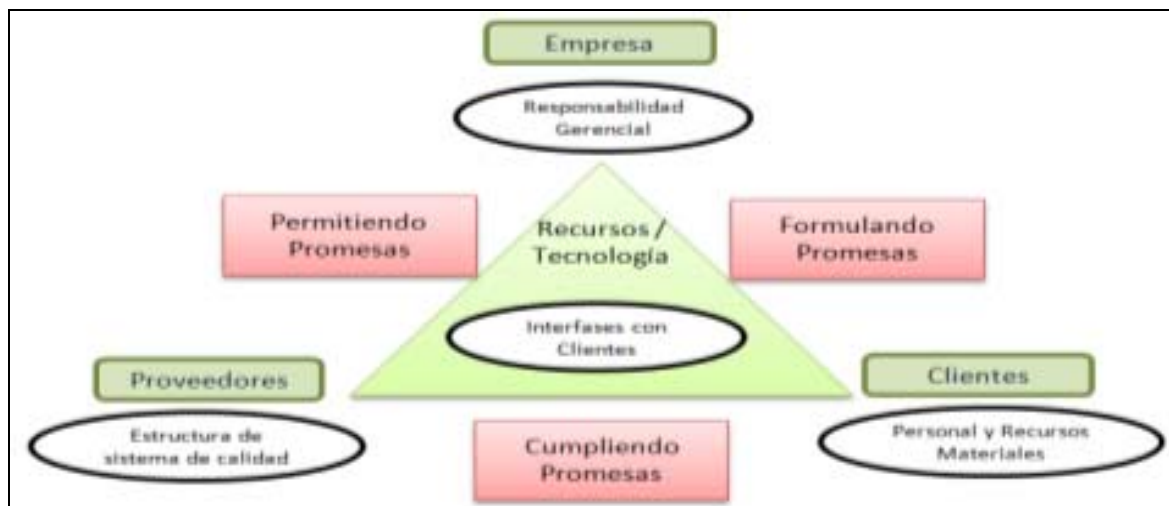 Empresa
Responsabilidad
Gerencial
Permitiendo
Promesas
Recursos /
Tecnología
Formulando
Promesas
Interfases con
Clientes
Proveedores
Clientes
Estructura de
sistema de calidad
Cumpliendo
Promesas
Personal y Recursos
Materiales